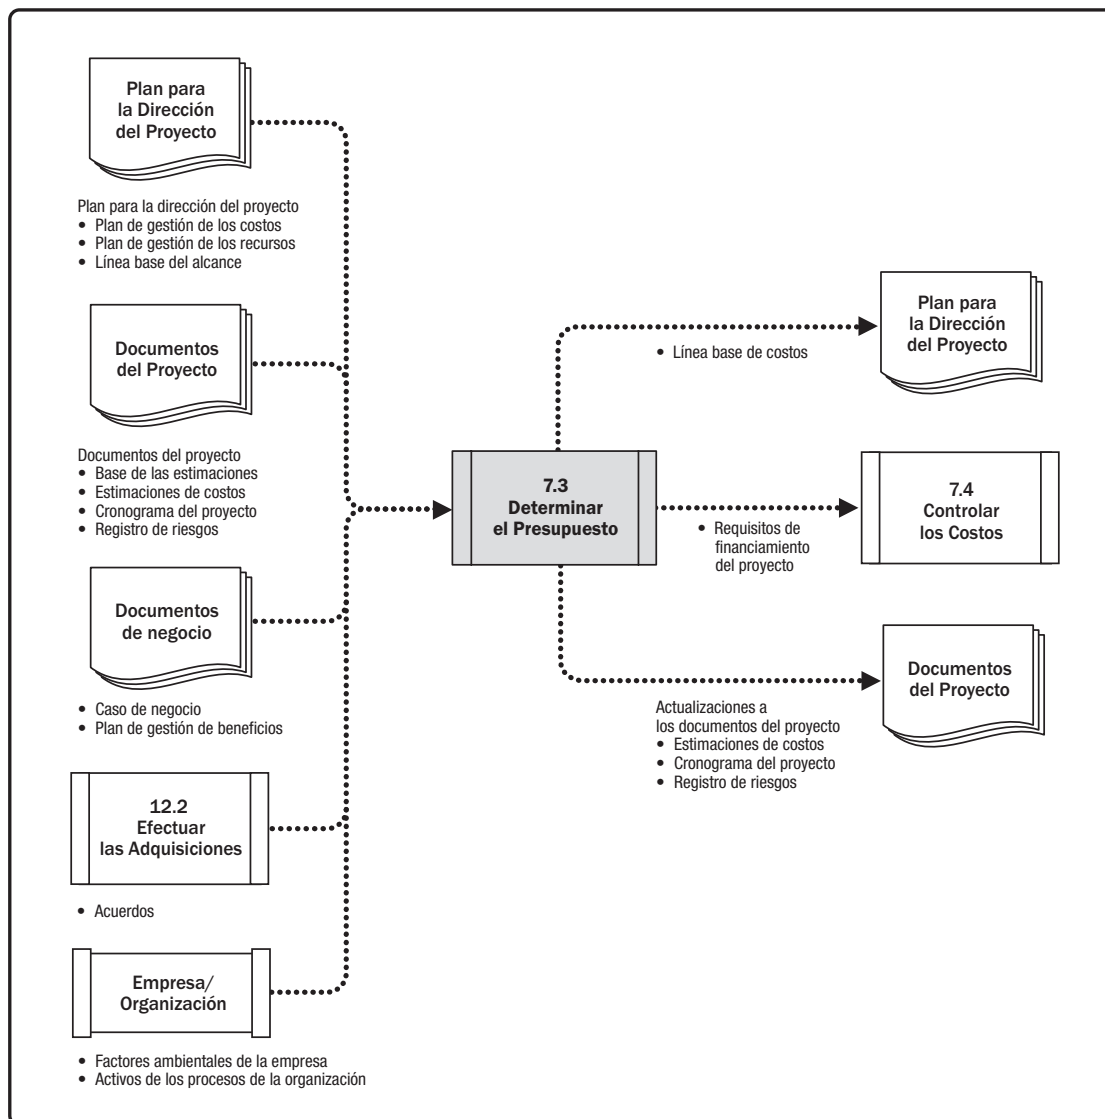 Plan para
la Dirección
del Proyecto
Plan para la dirección del proyecto
• Plan de gestión de los costos
• Plan de gestión de los recursos
• Línea base del alcance
Documentos
del Proyecto
Documentos del proyecto
• Base de las estimaciones
• Estimaciones de costos
• Cronograma del proyecto
• Registro de riesgos
Documentos
de negocio
• Caso de negocio
• Plan de gestión de beneficios
12.2
Efectuar
las Adquisiciones
• Acuerdos
Empresa/
Organización
• Factores ambientales de la empresa
• Activos de los procesos de la organización
7.3
Determinar
el Presupuesto
• Línea base de costos
Plan para
la Dirección
del Proyecto
• Requisitos de
financiamiento
del proyecto
7.4
Controlar
los Costos
Actualizaciones a
los documentos del proyecto
• Estimaciones de costos
• Cronograma del proyecto
• Registro de riesgos
Documentos
del Proyecto